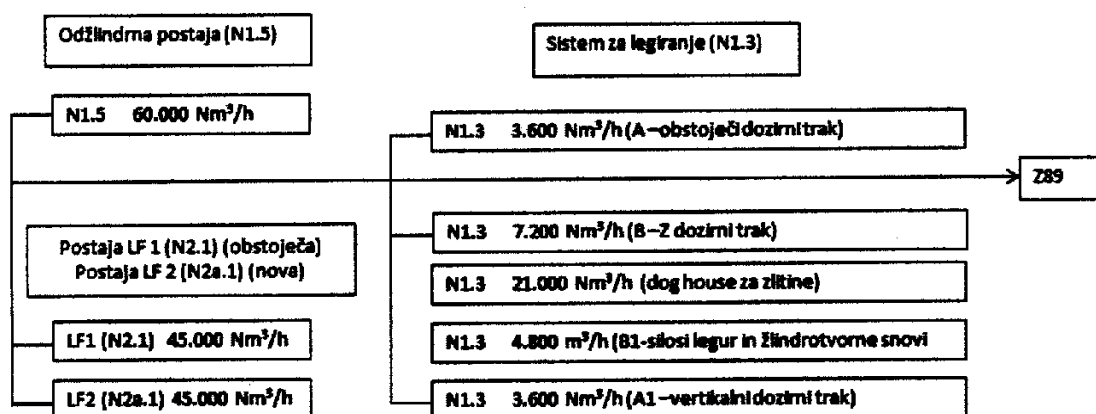 Odžlindrna postaja (N1.5)
N1.5 60.000 Nm³/h
Postaja LF 1 (N2.1) (obstoječa)
Postaja LF 2 (N2a.1) (nova)
LF1 (N2.1) 45.000 Nm³/h
LF2 (N2a.1) 45.000 Nm³/h
Sistem za legiranje (N1.3)
N1.3 3.600 Nm³/h (A–obstoječi dozirni trak)
N1.3 7.200 Nm³/h (B–Z dozirni trak)
N1.3 21.000 Nm³/h (dog house za zlitine)
N1.3 4.800 m³/h (B1-silosi legur in žlindrotvorne snovi
N1.3 3.600 Nm³/h (A1–vertikalni dozirni trak)
Z89